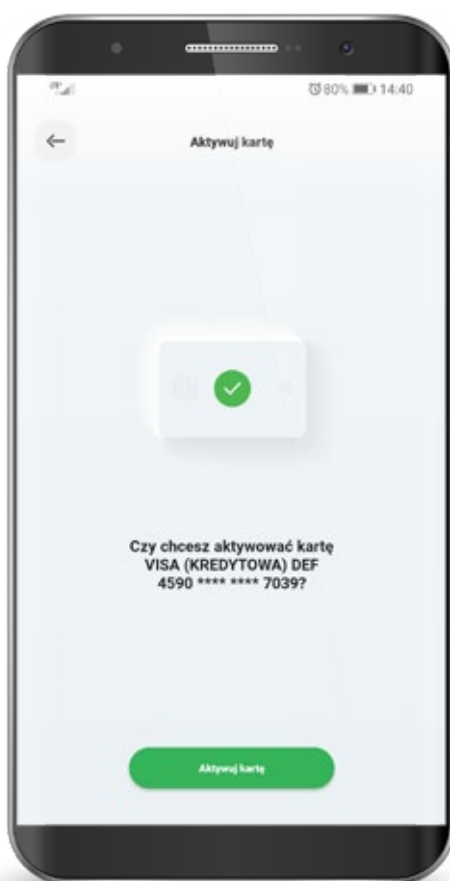 80% 14:40
Aktywuj kartę
Czy chcesz aktywować kartę
VISA (KREDYTOWA) DEF
4590 **** **** 7039?
Aktywuj kartę